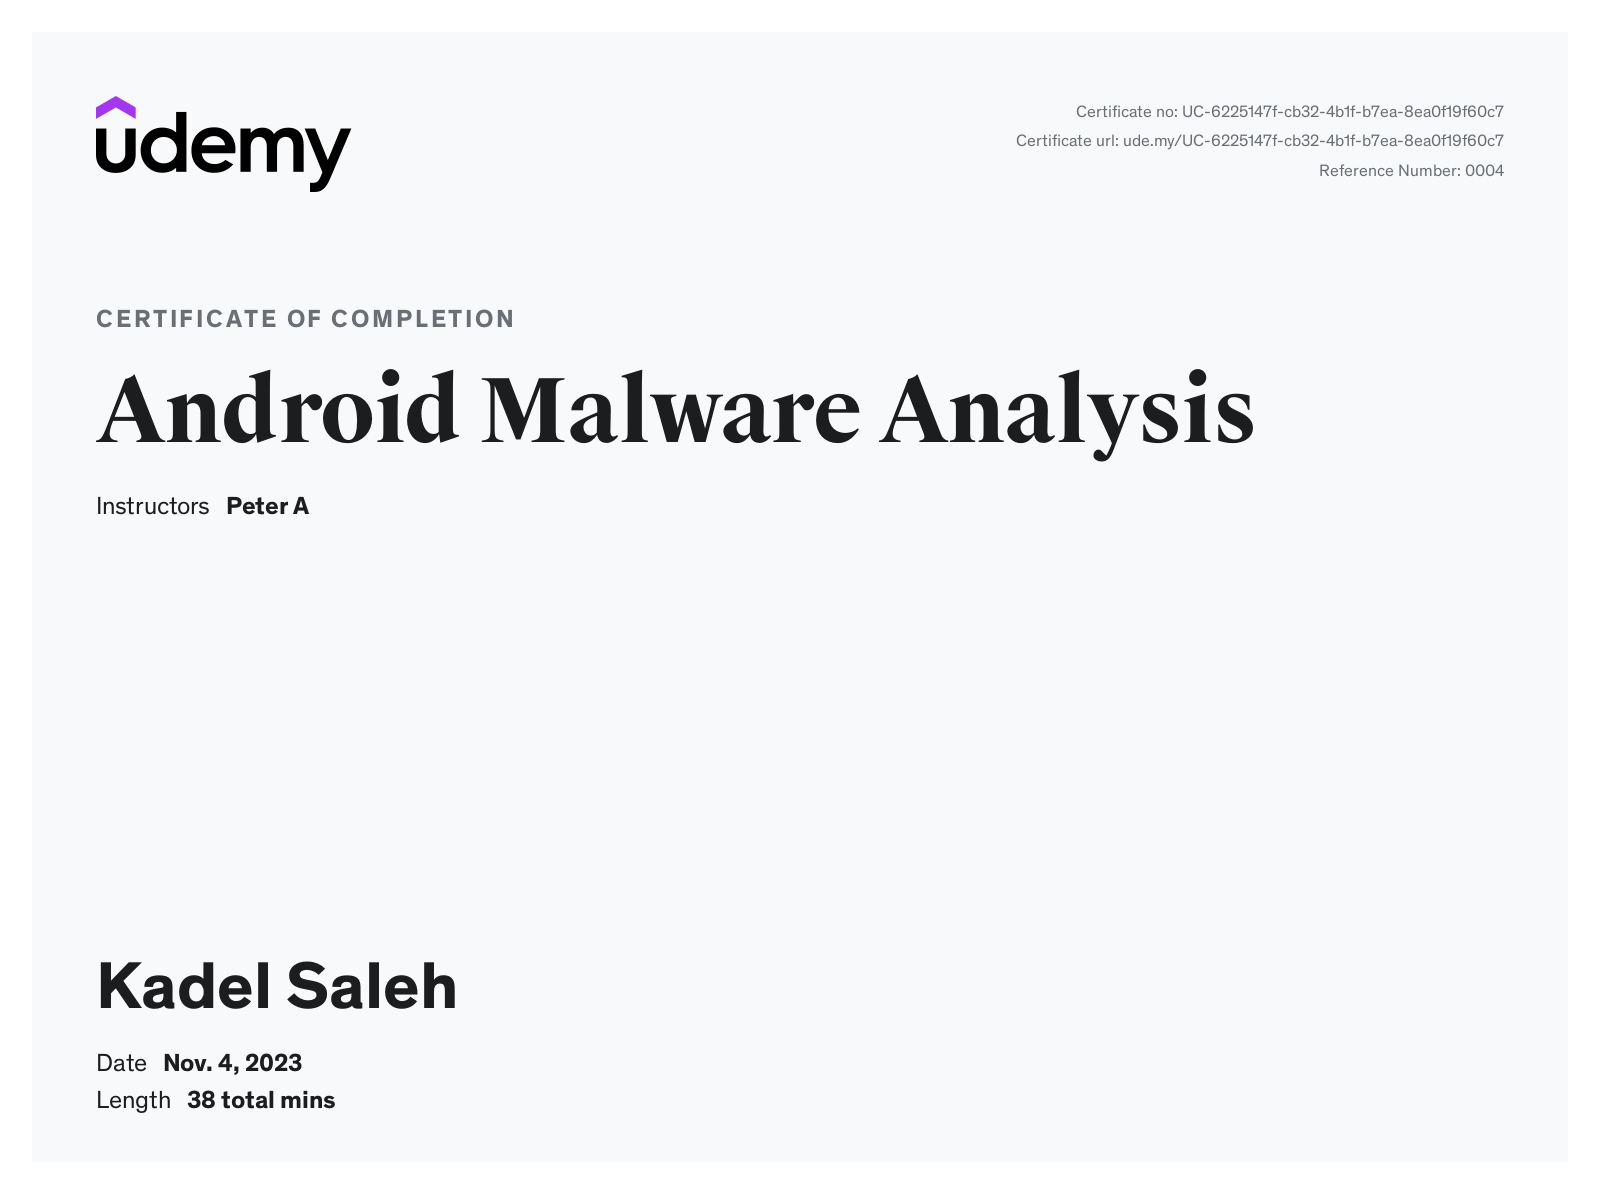 udemy
Certificate no: UC-6225147f-cb32-4b1f-b7ea-8ea0f19f60c7
Certificate url: ude.my/UC-6225147f-cb32-4b1f-b7ea-8ea0f19f60c7
Reference Number: 0004
CERTIFICATE OF COMPLETION
Android Malware Analysis
Instructors Peter A
Kadel Saleh
Date Nov. 4, 2023
Length 38 total mins